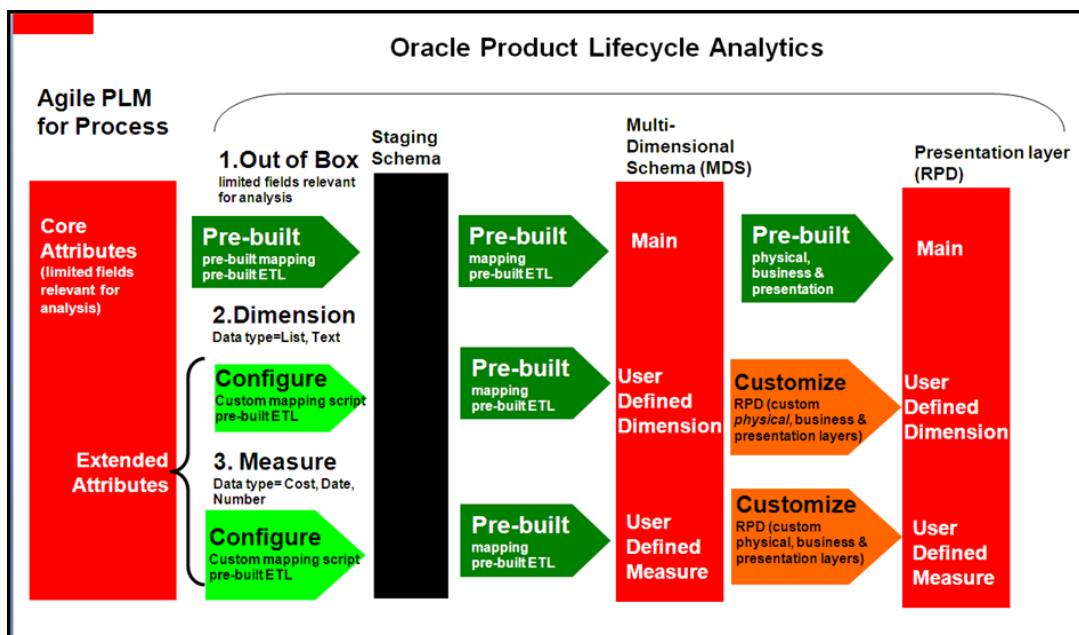 Oracle Product Lifecycle Analytics
Agile PLM
for Process
Core
Attributes
(limited fields
relevant for
analysis)
Extended
Attributes
1.Out of Box
limited fields relevant
for analysis
Pre-built
pre-built mapping
pre-built ETL
2.Dimension
Data type=List, Text
Configure
Custom mapping script
pre-built ETL
3. Measure
Data type= Cost, Date,
Number
Configure
Custom mapping script
pre-built ETL
Staging
Schema
Pre-built
mapping
pre-built ETL
Pre-built
mapping
pre-built ETL
Pre-built
mapping
pre-built ETL
Multi-
Dimensional
Schema (MDS)
Main
User
Defined
Dimension
User
Defined
Measure
Pre-built
physical,
business &
presentation
Customize
RPD (custom
physical, business &
presentation layers)
Customize
RPD (custom
physical, business &
presentation layers)
Presentation layer
(RPD)
Main
User
Defined
Dimension
User
Defined
Measure